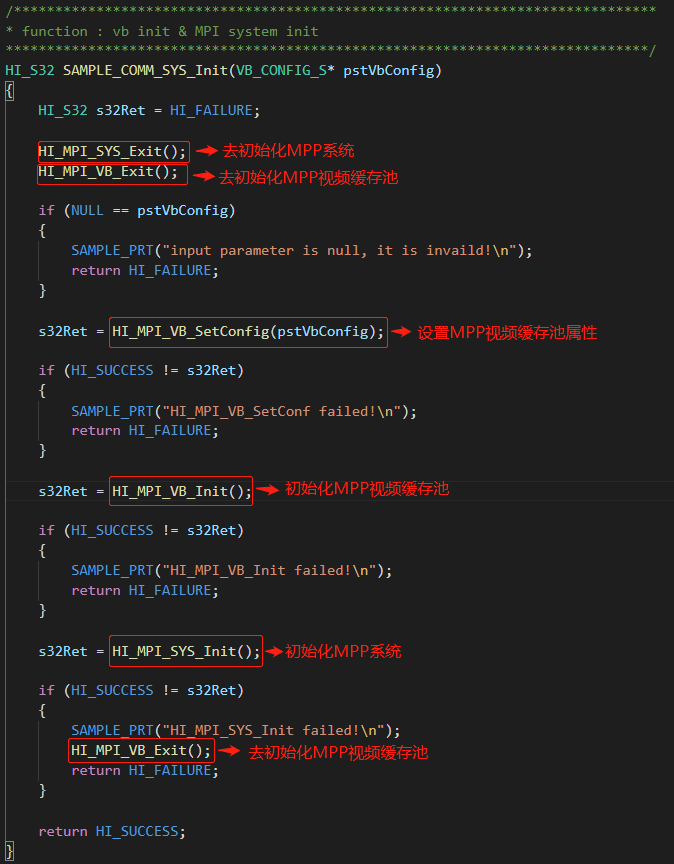 /******************************************************************************
* function : vb init & MPI system init
******************************************************************************/
HI_S32 SAMPLE_COMM_SYS_Init(VB_CONFIG_S* pstVbConfig)
{
HI_S32 s32Ret = HI_FAILURE;
HI_MPI_SYS_Exit(); 去初始化MPP系统
HI_MPI_VB_Exit(); 去初始化MPP视频缓存池
if (NULL == pstVbConfig)
{
SAMPLE_PRT("input parameter is null, it is invaild!\n");
return HI_FAILURE;
}
s32Ret = HI_MPI_VB_SetConfig(pstVbConfig); 设置MPP视频缓存池属性
if (HI_SUCCESS != s32Ret)
{
SAMPLE_PRT("HI_MPI_VB_SetConf failed!\n");
return HI_FAILURE;
}
s32Ret = HI_MPI_VB_Init(); 初始化MPP视频缓存池
if (HI_SUCCESS != s32Ret)
{
SAMPLE_PRT("HI_MPI_VB_Init failed!\n");
return HI_FAILURE;
}
s32Ret = HI_MPI_SYS_Init(); 初始化MPP系统
if (HI_SUCCESS != s32Ret)
{
SAMPLE_PRT("HI_MPI_SYS_Init failed!\n");
HI_MPI_VB_Exit(); 去初始化MPP视频缓存池
return HI_FAILURE;
}
return HI_SUCCESS;
}